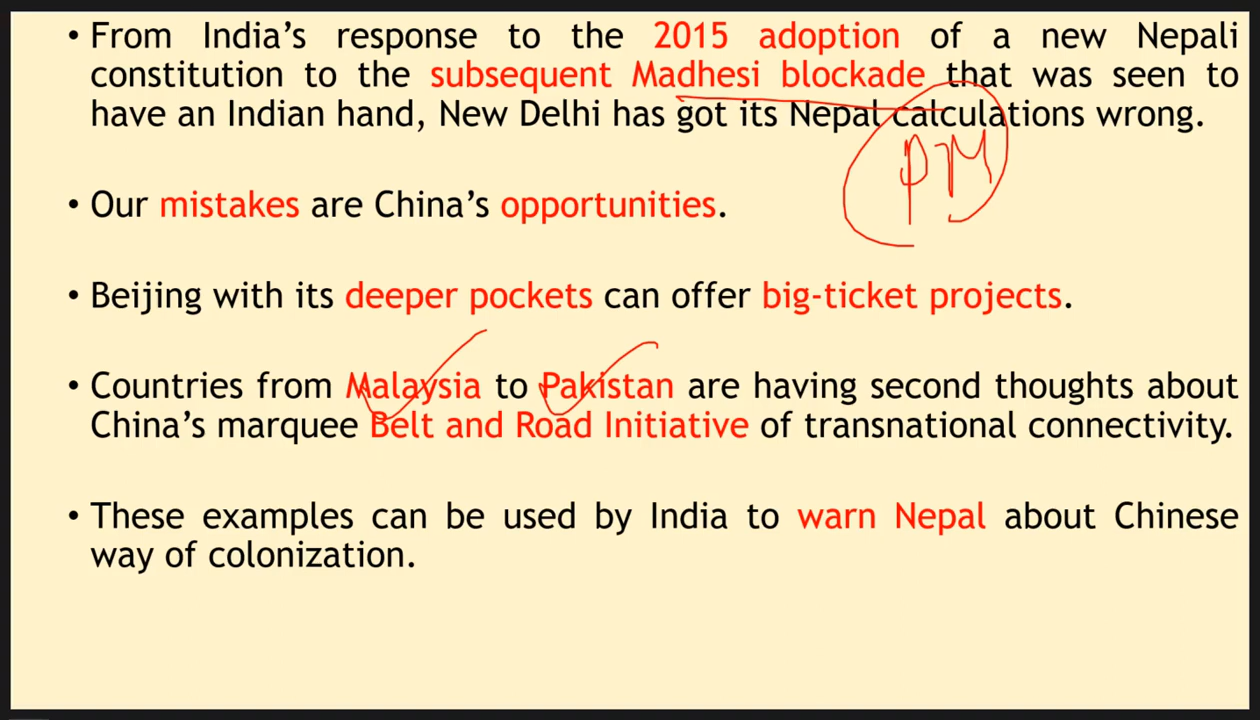 • From India’s response to the 2015 adoption of a new Nepali
constitution to the subsequent Madhesi blockade that was seen to
have an Indian hand, New Delhi has got its Nepal calculations wrong.
PM
• Our mistakes are China’s opportunities.
• Beijing with its deeper pockets can offer big-ticket projects.
• Countries from Malaysia to Pakistan are having second thoughts about
China’s marquee Belt and Road Initiative of transnational connectivity.
• These examples can be used by India to warn Nepal about Chinese
way of colonization.